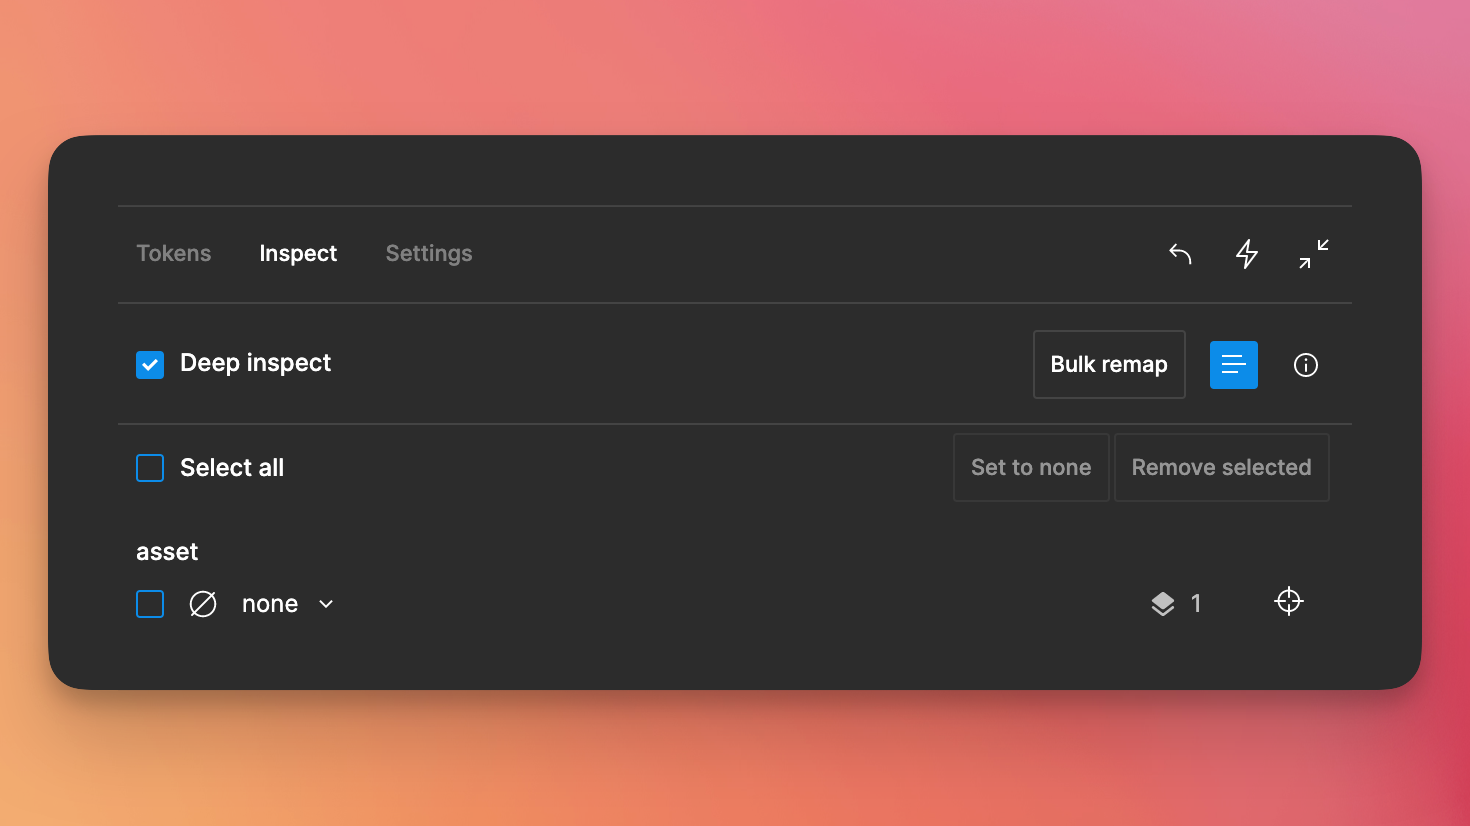 Tokens Inspect Settings
Deep inspect Bulk remap
Select all Set to none Remove selected
asset
none 1